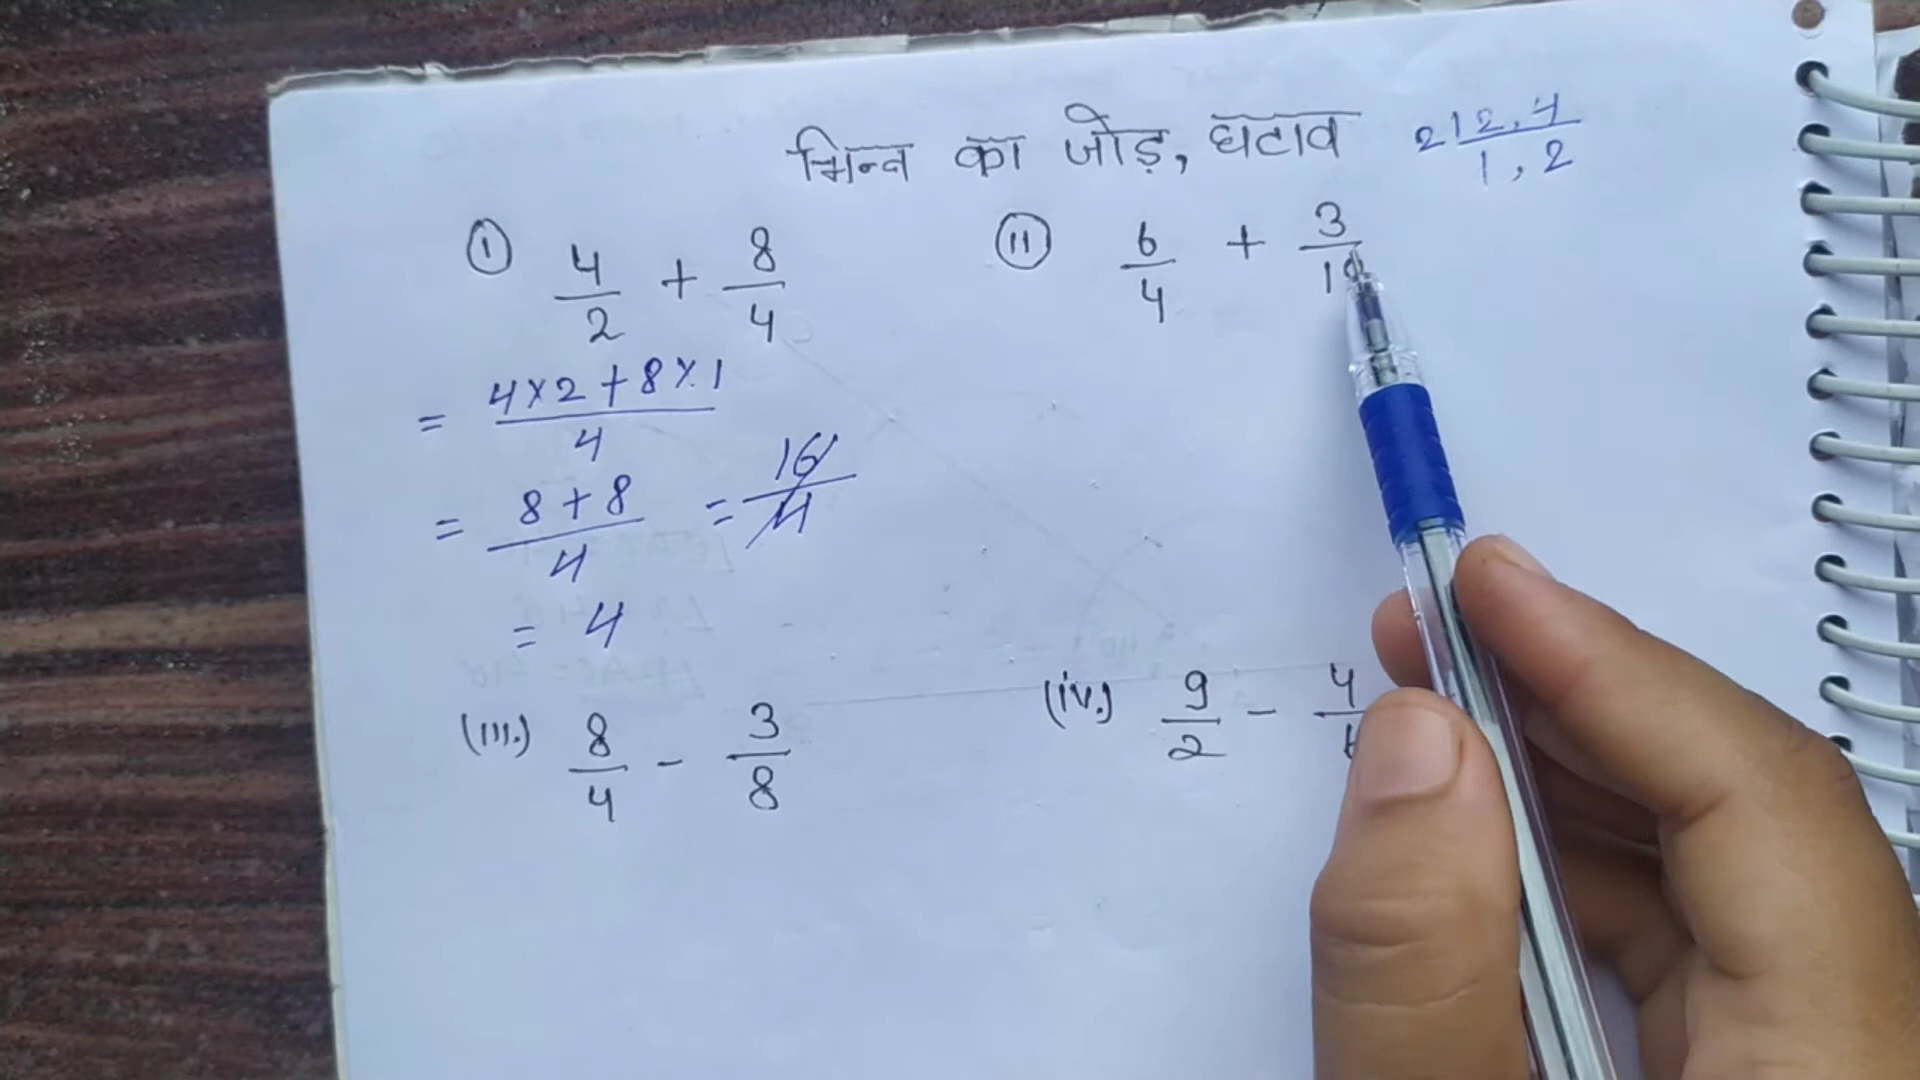 भिन्न का जोड़, घटाव
2 | 2, 4
1, 2
(i) 4/2 + 8/4
= (4×2 + 8×1)/4
= (8+8)/4 = 16/4
= 4
(ii) 6/4 + 3/
(iii.) 8/4 - 3/8
(iv.) 9/2 - 4/